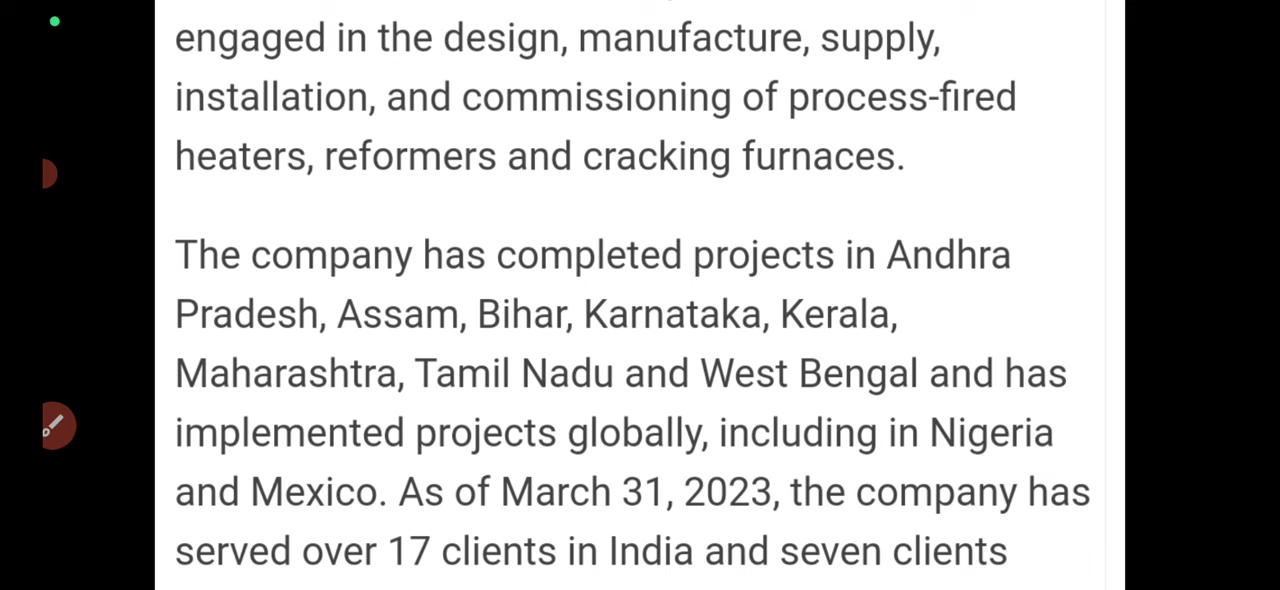 engaged in the design, manufacture, supply,
installation, and commissioning of process-fired
heaters, reformers and cracking furnaces.
The company has completed projects in Andhra
Pradesh, Assam, Bihar, Karnataka, Kerala,
Maharashtra, Tamil Nadu and West Bengal and has
implemented projects globally, including in Nigeria
and Mexico. As of March 31, 2023, the company has
served over 17 clients in India and seven clients